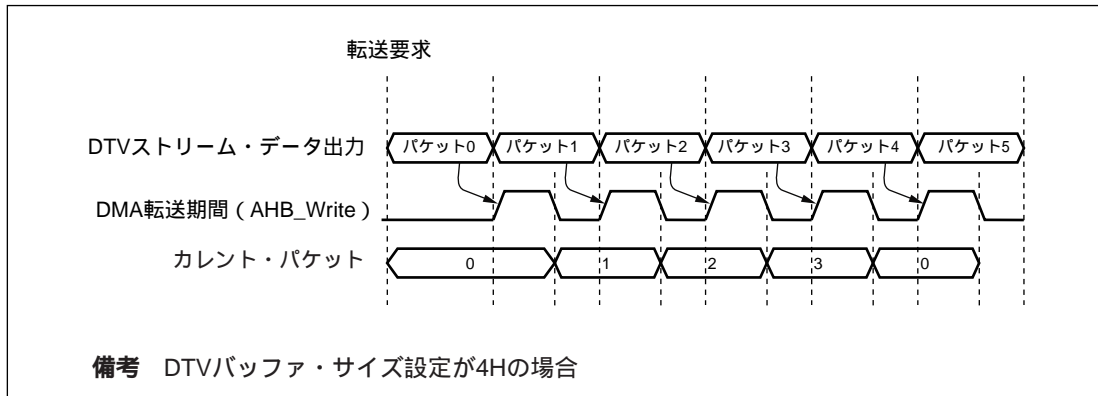 転送要求
DTVストリーム・データ出力 パケット0 パケット1 パケット2 パケット3 パケット4 パケット5
DMA転送期間（AHB_Write）
カレント・パケット 0 1 2 3 0
備考 DTVバッファ・サイズ設定が4Hの場合